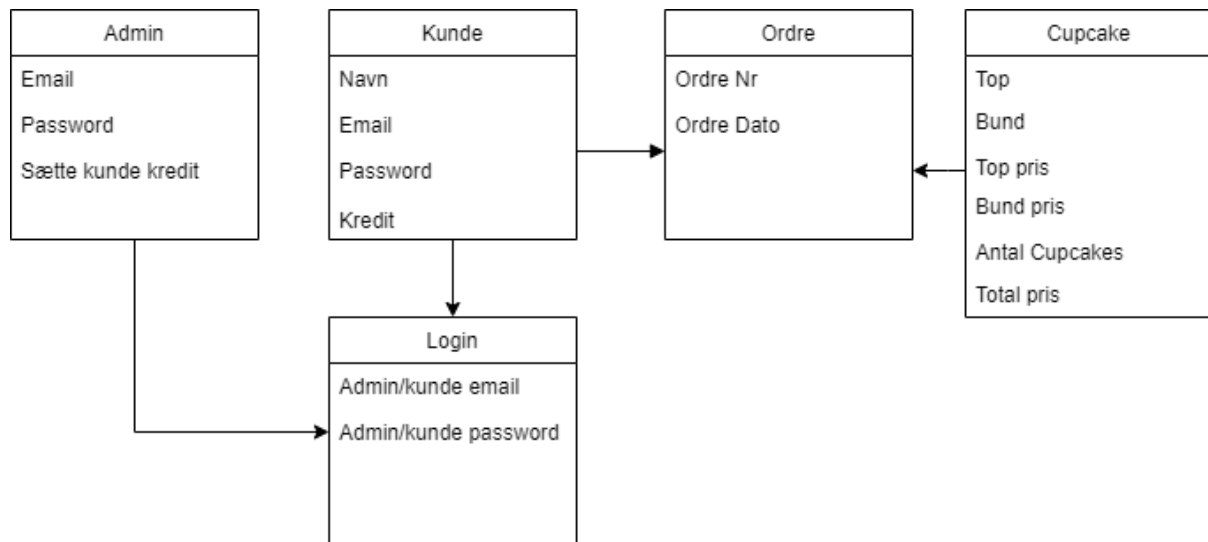 Admin
Email
Password
Sætte kunde kredit
Kunde
Navn
Email
Password
Kredit
Ordre
Ordre Nr
Ordre Dato
Cupcake
Top
Bund
Top pris
Bund pris
Antal Cupcakes
Total pris
Login
Admin/kunde email
Admin/kunde password